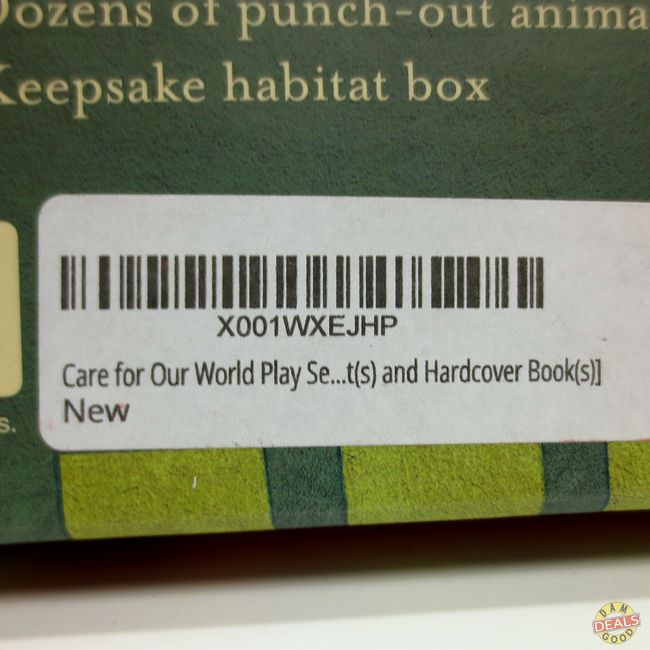 Dozens of punch-out anima
Keepsake habitat box
X001WXEJHP
Care for Our World Play Se...t(s) and Hardcover Book(s)]
New
s.
DAM
DEALS
GOOD